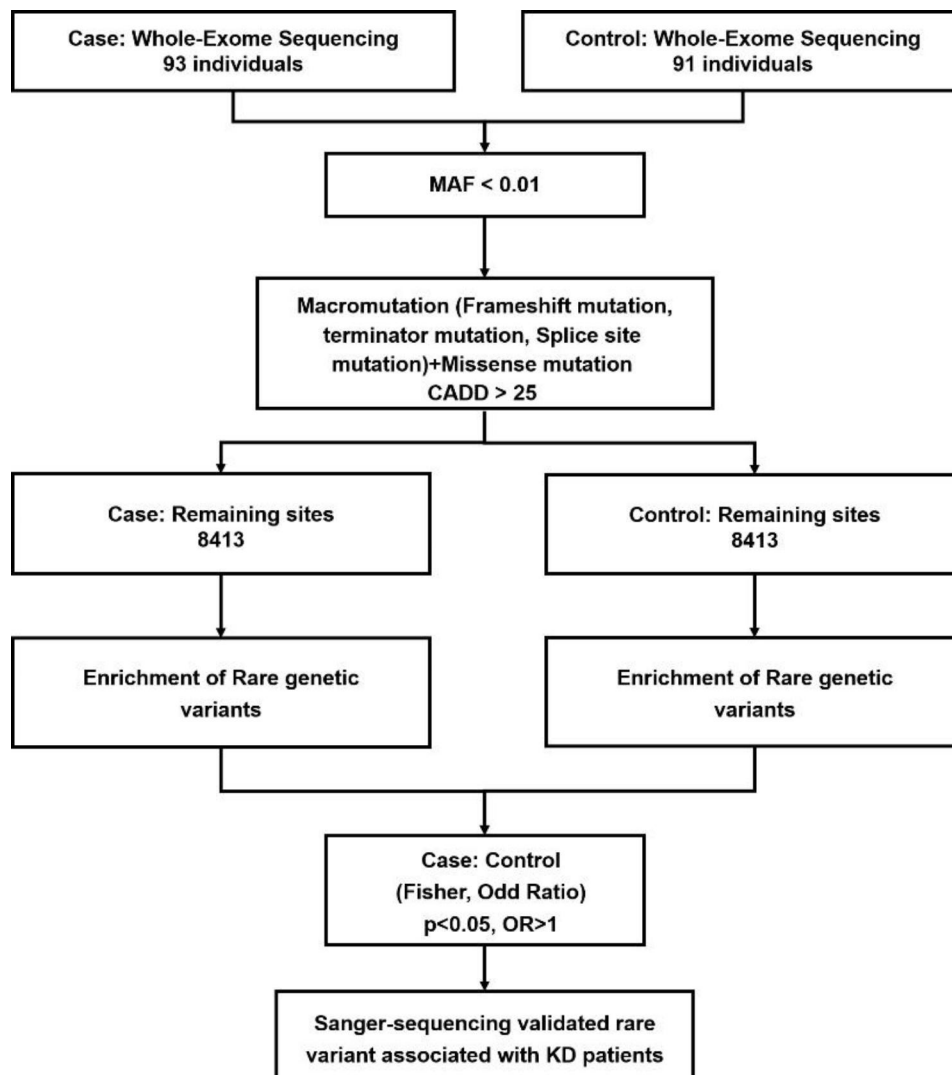 Case: Whole-Exome Sequencing
93 individuals
Control: Whole-Exome Sequencing
91 individuals
MAF < 0.01
Macromutation (Frameshift mutation,
terminator mutation, Splice site
mutation)+Missense mutation
CADD > 25
Case: Remaining sites
8413
Control: Remaining sites
8413
Enrichment of Rare genetic
variants
Enrichment of Rare genetic
variants
Case: Control
(Fisher, Odd Ratio)
p<0.05, OR>1
Sanger-sequencing validated rare
variant associated with KD patients